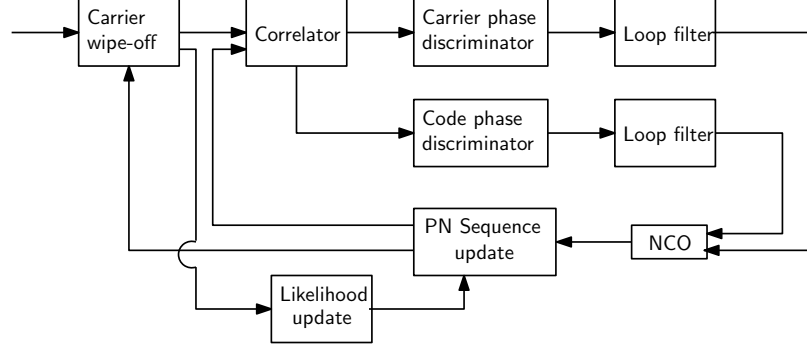 Carrier
wipe-off
Correlator
Carrier phase
discriminator
Loop filter
Code phase
discriminator
Loop filter
PN Sequence
update
NCO
Likelihood
update